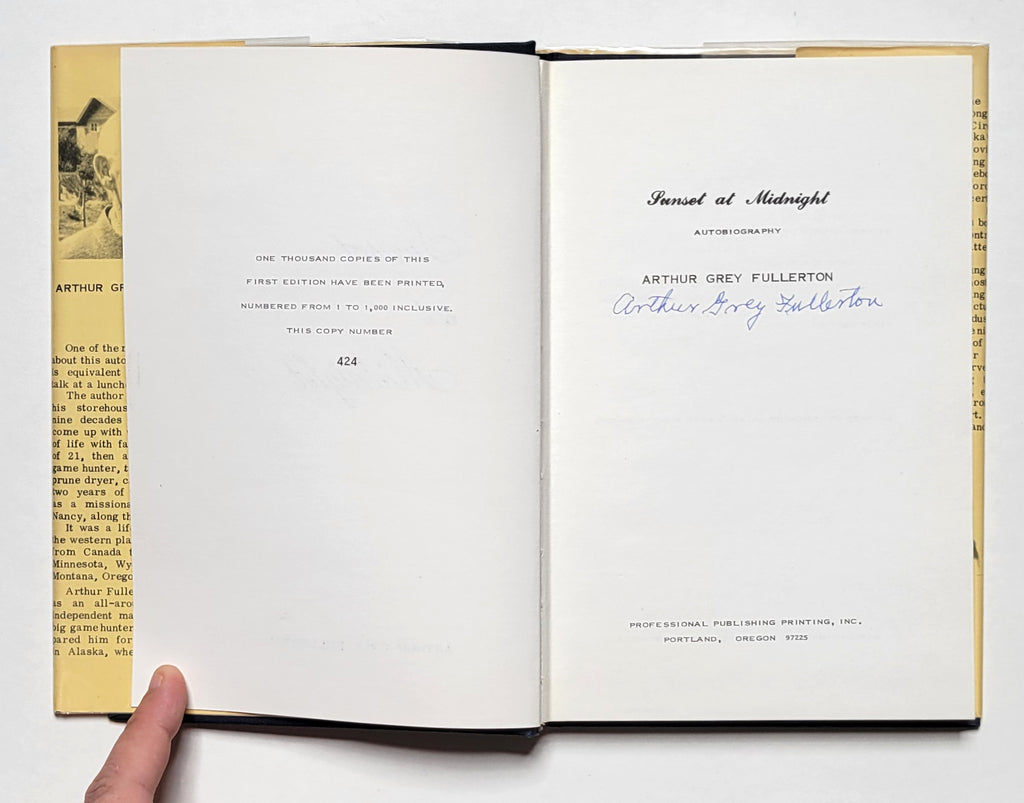 ARTHUR GR
One of the
about this auto
is equivalent
talk at a lunch
The author
his storehous
nine decades
come up with
of life with fa
of 21, then a
game hunter, t
prune dryer, c
two years of
as a missiona
Nancy, along th
It was a lif
the western pla
from Canada t
Minnesota, Wy
Montana, Orego
Arthur Fulle
as an all-aro
independent ma
big game hunter
pared him for
in Alaska, whe
ONE THOUSAND COPIES OF THIS
FIRST EDITION HAVE BEEN PRINTED,
NUMBERED FROM 1 TO 1,000 INCLUSIVE.
THIS COPY NUMBER
424
Sunset at Midnight
AUTOBIOGRAPHY
ARTHUR GREY FULLERTON
Arthur Grey Fullerton
PROFESSIONAL PUBLISHING PRINTING, INC.
PORTLAND, OREGON 97225